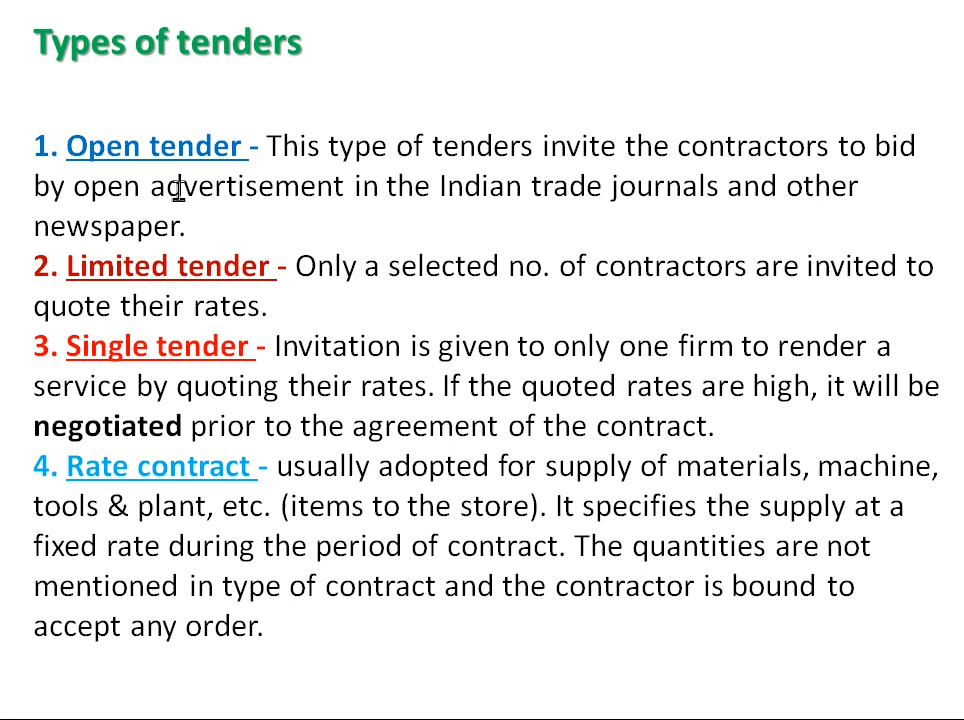 Types of tenders
1. Open tender - This type of tenders invite the contractors to bid
by open advertisement in the Indian trade journals and other
newspaper.
2. Limited tender - Only a selected no. of contractors are invited to
quote their rates.
3. Single tender - Invitation is given to only one firm to render a
service by quoting their rates. If the quoted rates are high, it will be
negotiated prior to the agreement of the contract.
4. Rate contract - usually adopted for supply of materials, machine,
tools & plant, etc. (items to the store). It specifies the supply at a
fixed rate during the period of contract. The quantities are not
mentioned in type of contract and the contractor is bound to
accept any order.